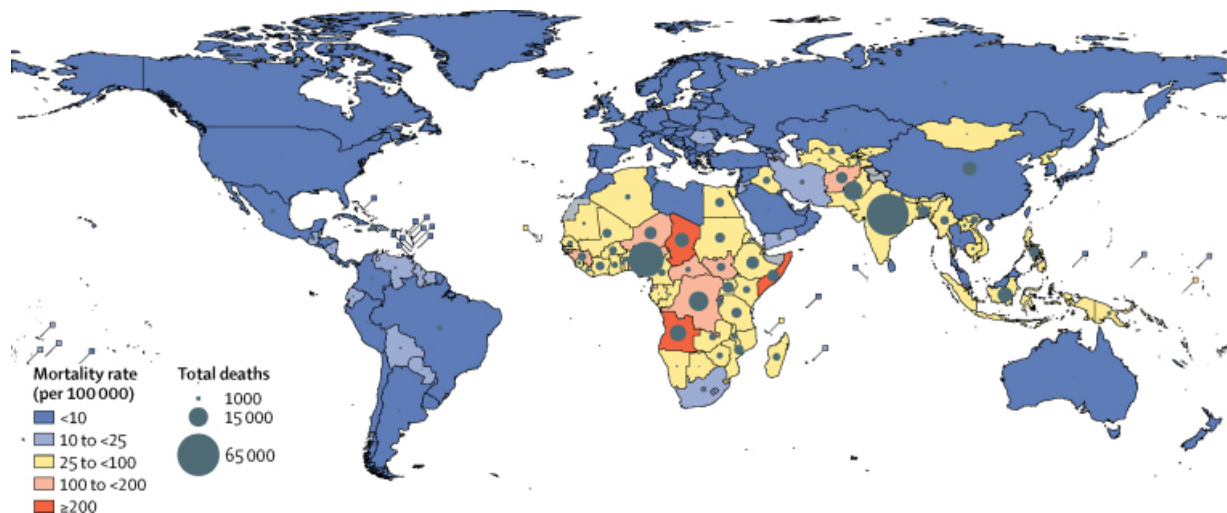 Mortality rate
(per 100 000)
<10
10 to <25
25 to <100
100 to <200
≥200
Total deaths
1000
15 000
65 000